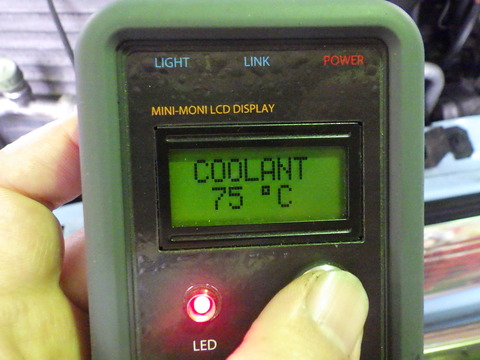 LIGHT LINK POWER
MINI-MONI LCD DISPLAY
COOLANT
75 °C
LED